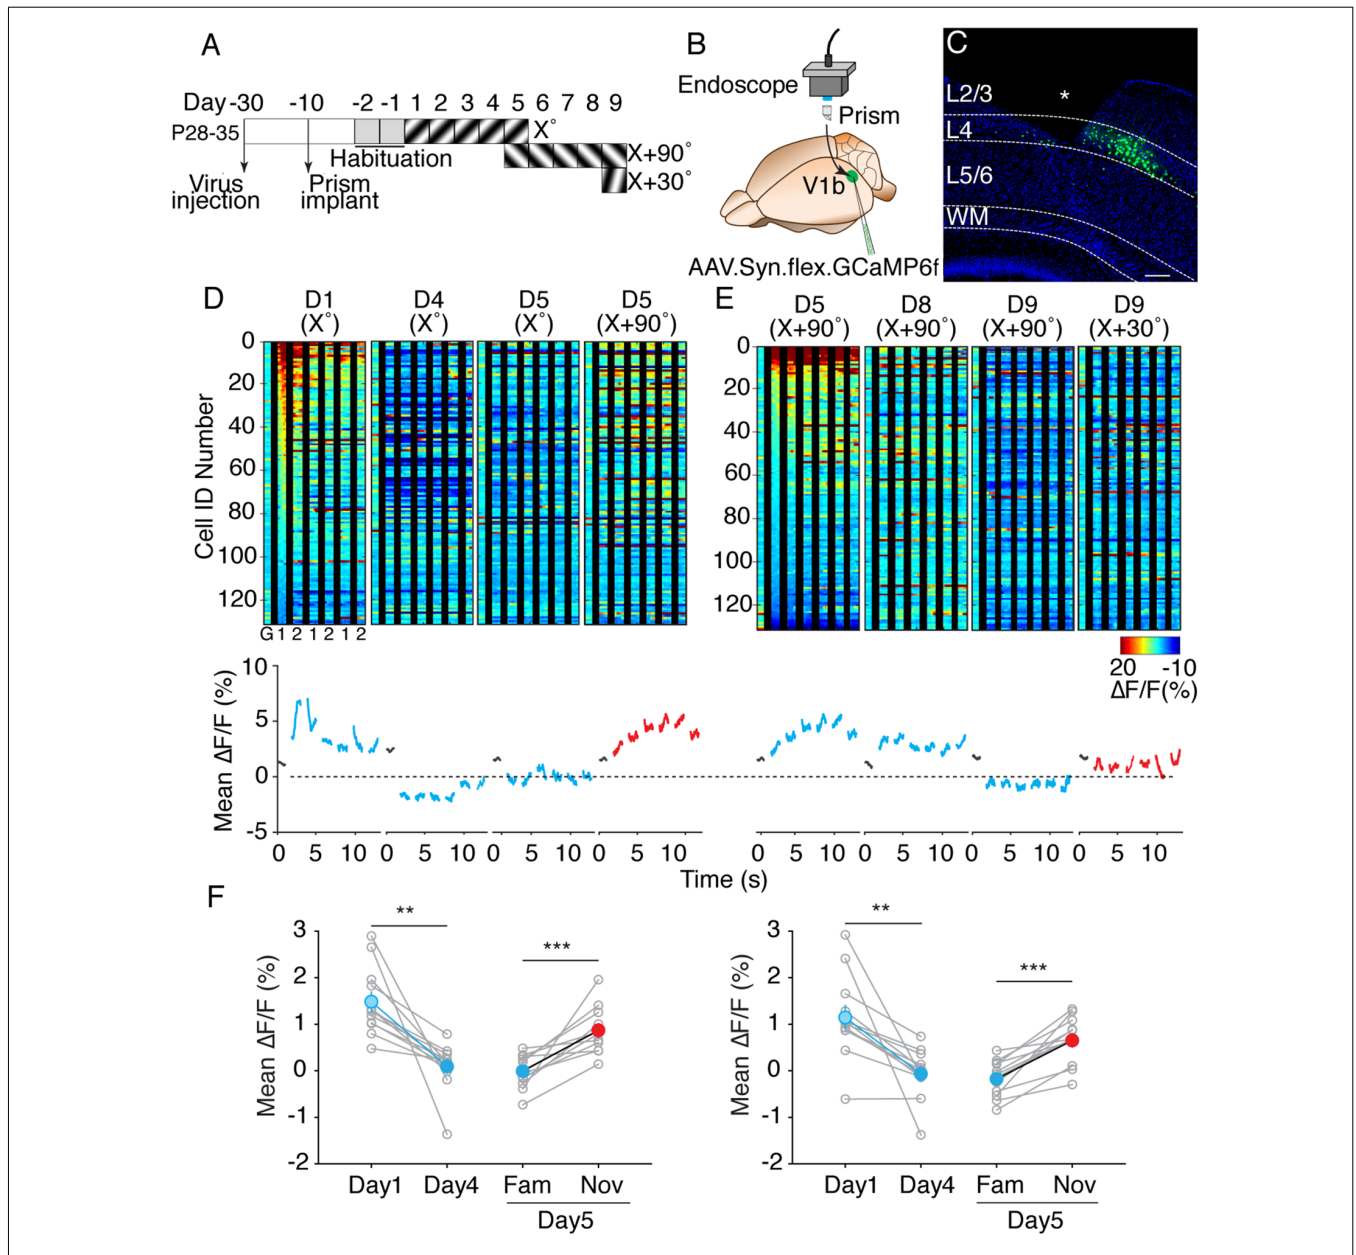 A
Day -30 -10 -2 -1 1 2 3 4 5 6 7 8 9
P28-35
X°
Habituation
X+90°
X+30°
Virus
injection
Prism
implant
B
Endoscope
Prism
V1b
AAV.Syn.flex.GCaMP6f
C
L2/3
*
L4
L5/6
WM
D
D1
(X°)
D4
(X°)
D5
(X°)
D5
(X+90°)
Cell ID Number
0
20
40
60
80
100
120
G 1 2 1 2 1 2
E
D5
(X+90°)
D8
(X+90°)
D9
(X+90°)
D9
(X+30°)
0
20
40
60
80
100
120
20 -10
ΔF/F(%)
Mean ΔF/F (%)
10
5
0
-5
0 5 10 0 5 10 0 5 10 0 5 10
0 5 10 0 5 10 0 5 10 0 5 10
Time (s)
F
Mean ΔF/F (%)
3
2
1
0
-1
-2
**
***
Day1 Day4 Fam Nov
Day5
Mean ΔF/F (%)
3
2
1
0
-1
-2
**
***
Day1 Day4 Fam Nov
Day5